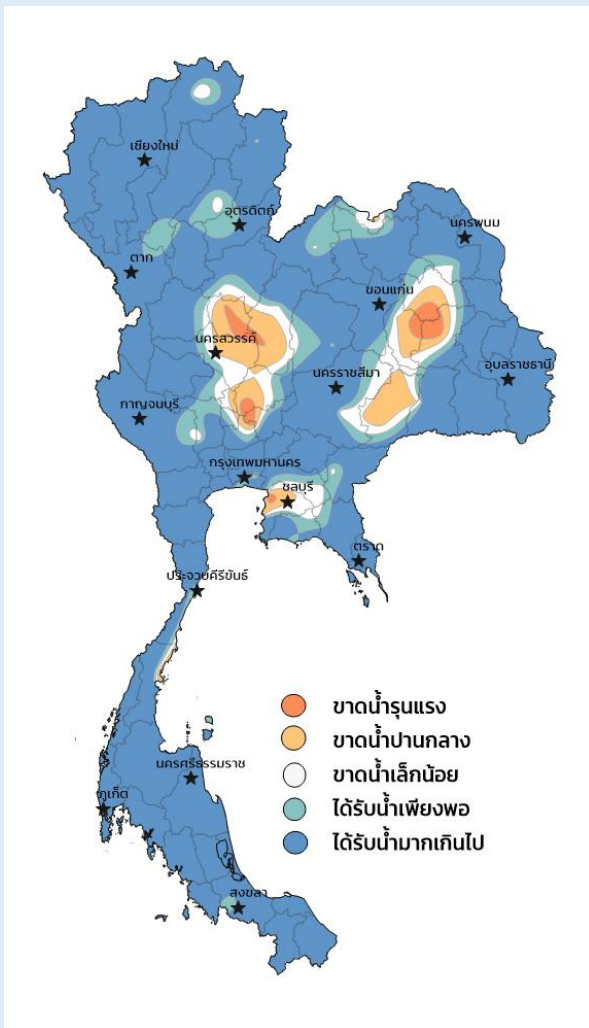 เชียงใหม่
อุตรดิตถ์
นครพนม
ตาก
ขอนแก่น
นครสวรรค์
นครราชสีมา
อุบลราชธานี
กาญจนบุรี
กรุงเทพมหานคร
ชลบุรี
ตราด
ประจวบคีรีขันธ์
ขาดน้ำรุนแรง
ขาดน้ำปานกลาง
ขาดน้ำเล็กน้อย
ได้รับน้ำเพียงพอ
ได้รับน้ำมากเกินไป
นครศรีธรรมราช
ภูเก็ต
สงขลา